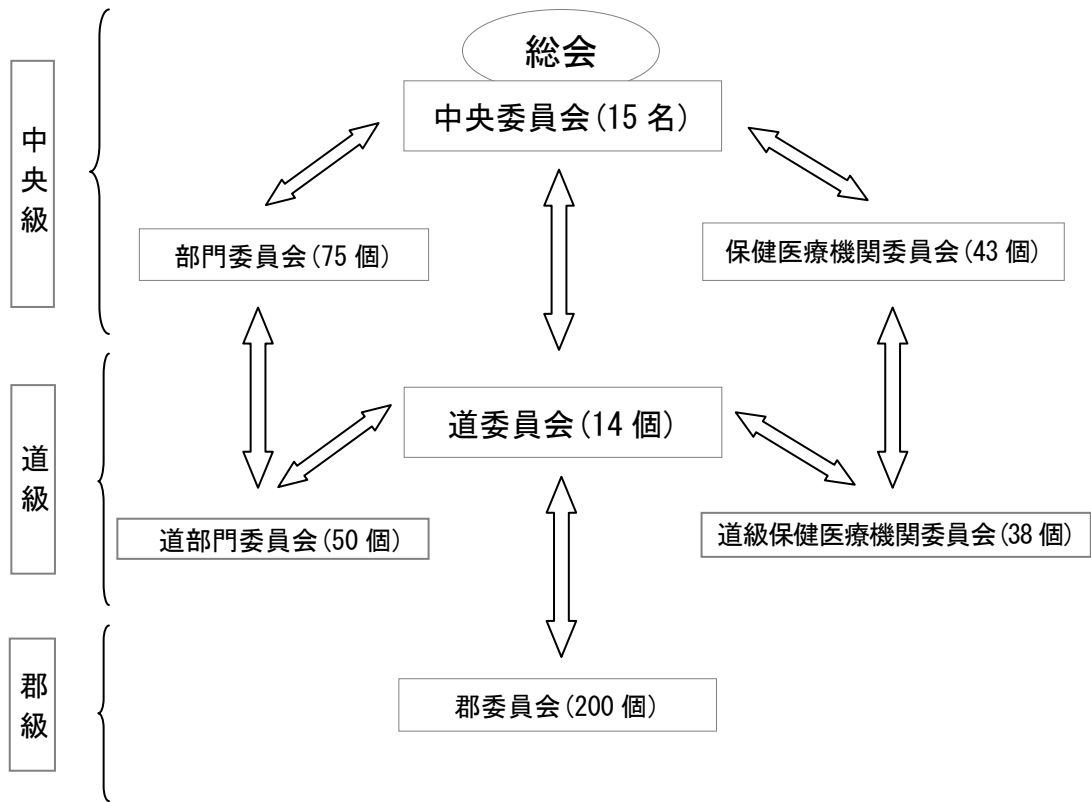 総会
中央委員会(15 名)
中央級
部門委員会(75 個)
保健医療機関委員会(43 個)
道委員会(14 個)
道級
道部門委員会(50 個)
道級保健医療機関委員会(38 個)
郡級
郡委員会(200 個)